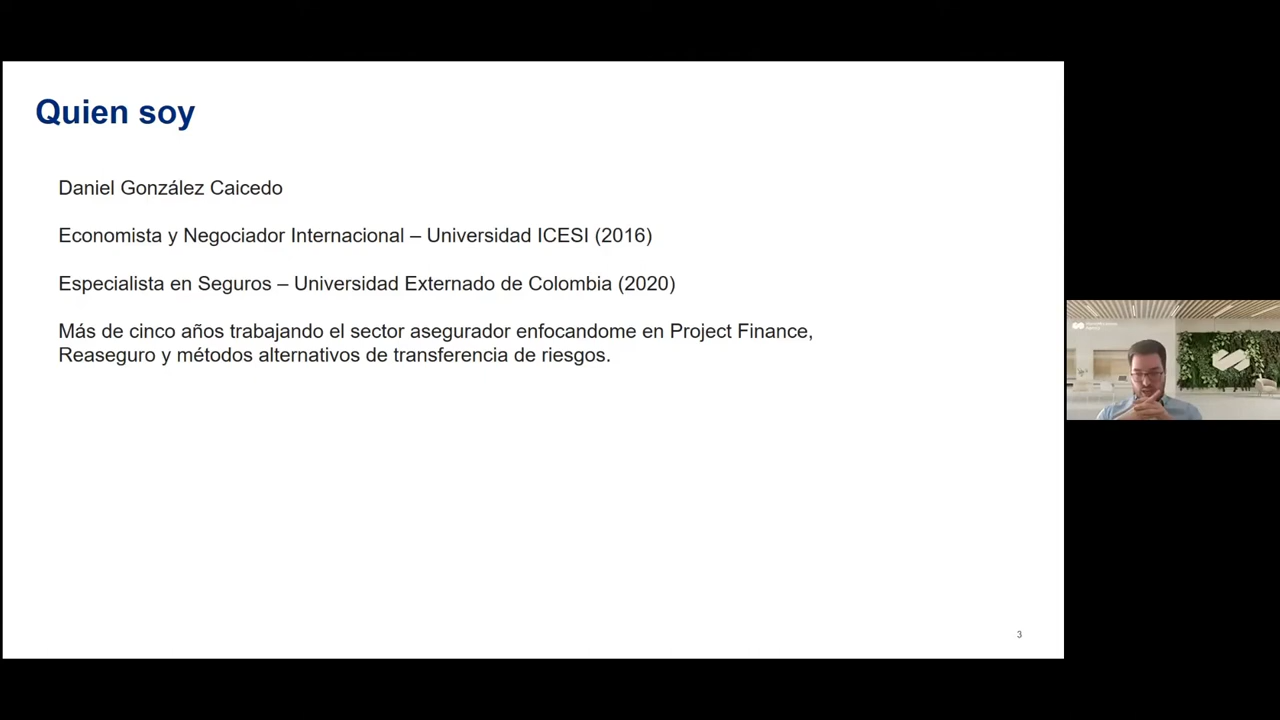 Quien soy
Daniel González Caicedo
Economista y Negociador Internacional – Universidad ICESI (2016)
Especialista en Seguros – Universidad Externado de Colombia (2020)
Más de cinco años trabajando el sector asegurador enfocandome en Project Finance,
Reaseguro y métodos alternativos de transferencia de riesgos.
3